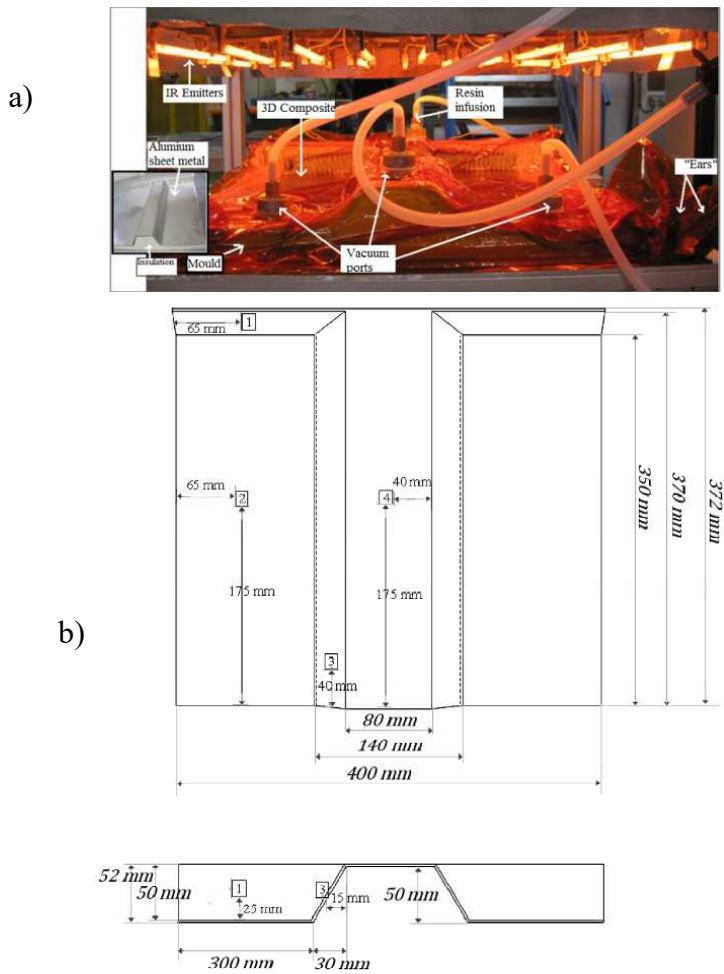 a)
IR Emitters
3D Composite
Resin
infusion
Alumium
sheet metal
"Ears"
Insulation
Mould
Vacuum
ports
65 mm
1
65 mm
2
40 mm
4
175 mm
175 mm
3
40 mm
350 mm
370 mm
372 mm
b)
80 mm
140 mm
400 mm
52 mm
50 mm
1
25 mm
3
15 mm
50 mm
300 mm
30 mm